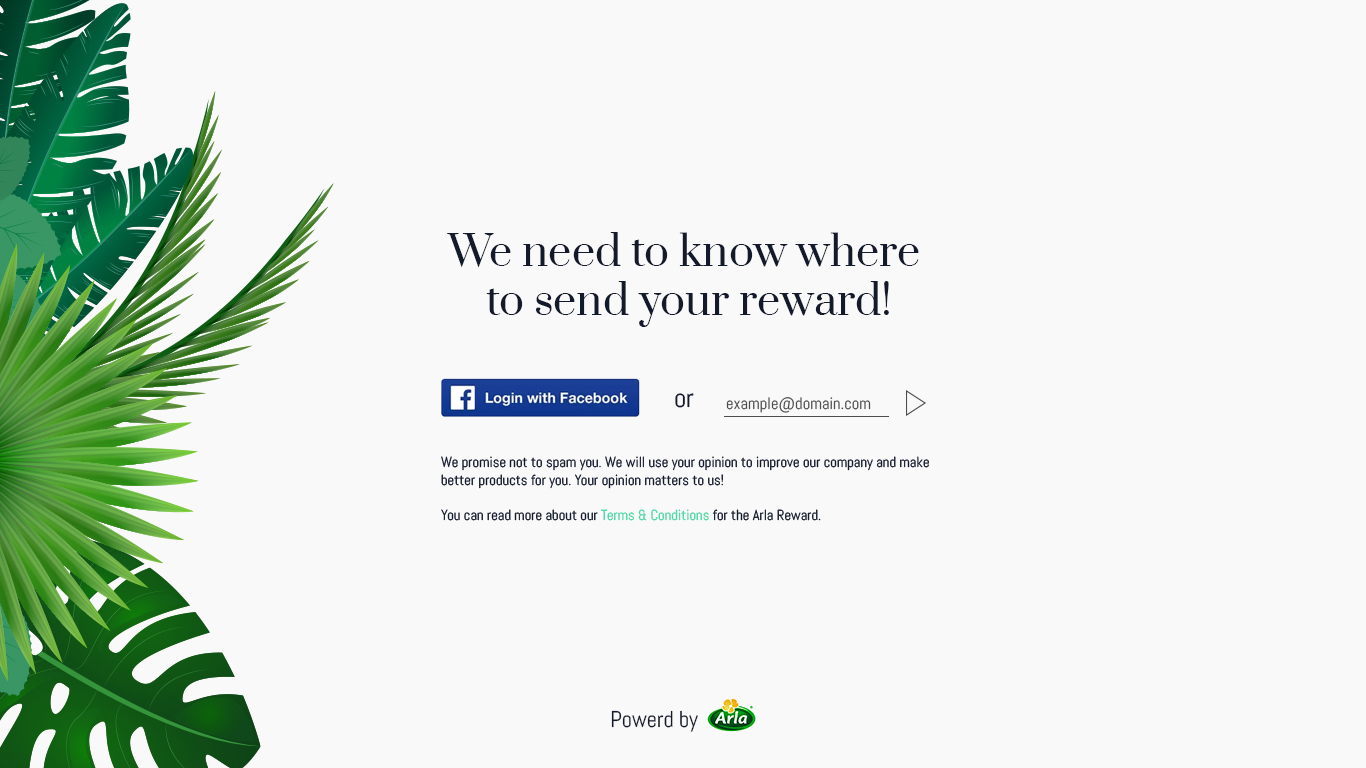 We need to know where
to send your reward!
Login with Facebook
or
example@domain.com
We promise not to spam you. We will use your opinion to improve our company and make
better products for you. Your opinion matters to us!
You can read more about our Terms & Conditions for the Arla Reward.
Powerd by
Arla